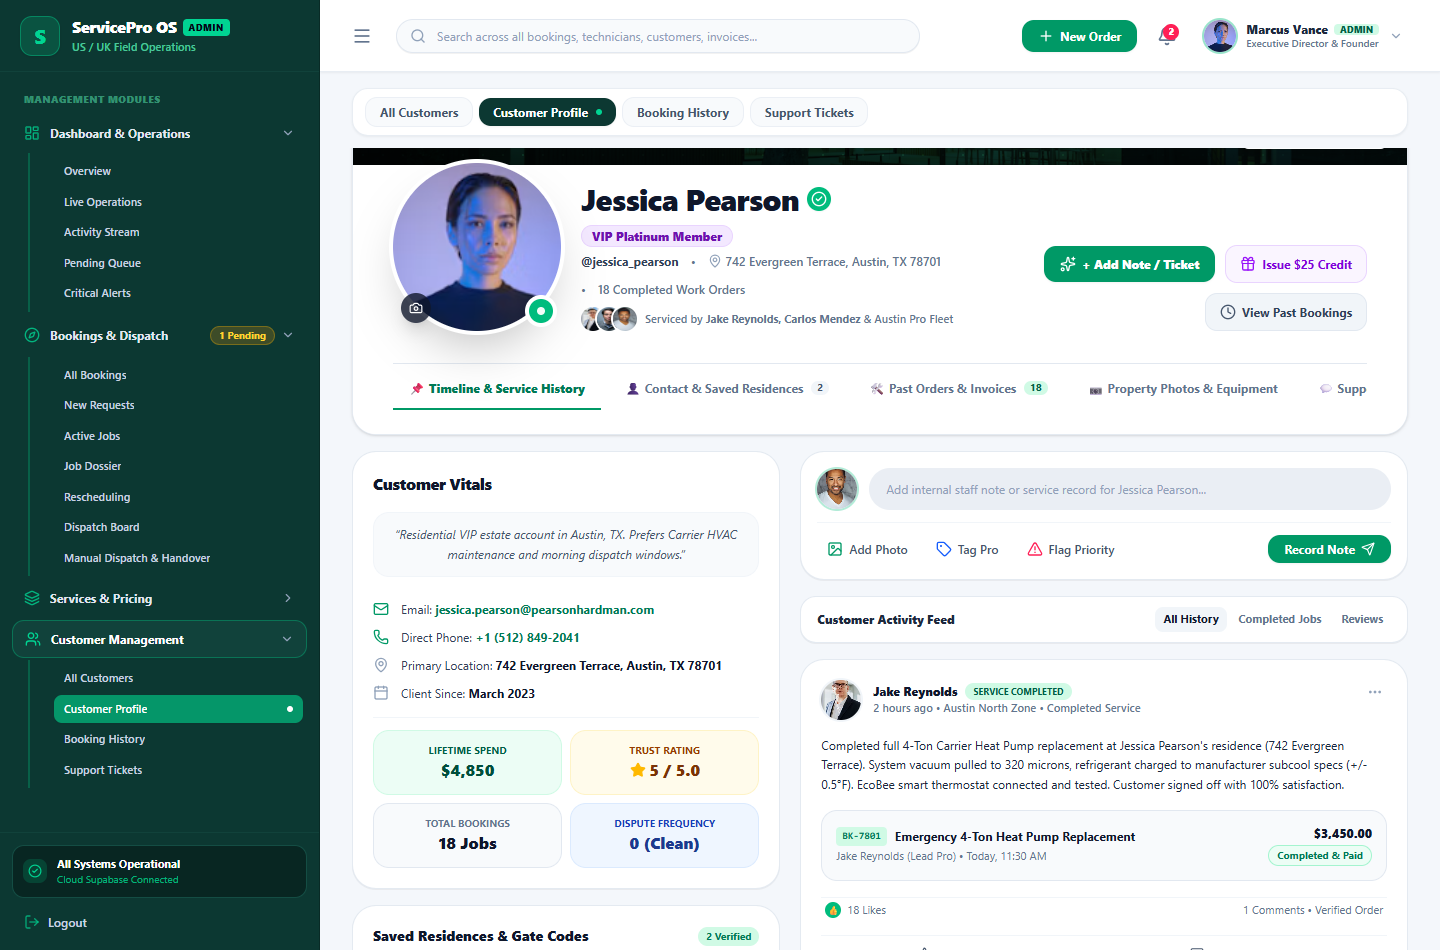 S
ServicePro OS ADMIN
US / UK Field Operations
MANAGEMENT MODULES
Dashboard & Operations
Overview
Live Operations
Activity Stream
Pending Queue
Critical Alerts
Bookings & Dispatch 1 Pending
All Bookings
New Requests
Active Jobs
Job Dossier
Rescheduling
Dispatch Board
Manual Dispatch & Handover
Services & Pricing
Customer Management
All Customers
Customer Profile
Booking History
Support Tickets
All Systems Operational
Cloud Supabase Connected
Logout
Search across all bookings, technicians, customers, invoices...
New Order
2
Marcus Vance ADMIN
Executive Director & Founder
All Customers Customer Profile Booking History Support Tickets
Jessica Pearson
VIP Platinum Member
@jessica_pearson • 742 Evergreen Terrace, Austin, TX 78701
• 18 Completed Work Orders
Serviced by Jake Reynolds, Carlos Mendez & Austin Pro Fleet
+ Add Note / Ticket
Issue $25 Credit
View Past Bookings
Timeline & Service History Contact & Saved Residences 2 Past Orders & Invoices 18 Property Photos & Equipment Supp
Customer Vitals
"Residential VIP estate account in Austin, TX. Prefers Carrier HVAC
maintenance and morning dispatch windows."
Email: jessica.pearson@pearsonhardman.com
Direct Phone: +1 (512) 849-2041
Primary Location: 742 Evergreen Terrace, Austin, TX 78701
Client Since: March 2023
LIFETIME SPEND
$4,850
TRUST RATING
5 / 5.0
TOTAL BOOKINGS
18 Jobs
DISPUTE FREQUENCY
0 (Clean)
Saved Residences & Gate Codes 2 Verified
Add internal staff note or service record for Jessica Pearson...
Add Photo Tag Pro Flag Priority Record Note
Customer Activity Feed All History Completed Jobs Reviews
Jake Reynolds SERVICE COMPLETED
2 hours ago • Austin North Zone • Completed Service
Completed full 4-Ton Carrier Heat Pump replacement at Jessica Pearson's residence (742 Evergreen
Terrace). System vacuum pulled to 320 microns, refrigerant charged to manufacturer subcool specs (+/-
0.5°F). EcoBee smart thermostat connected and tested. Customer signed off with 100% satisfaction.
BK-7801 Emergency 4-Ton Heat Pump Replacement
Jake Reynolds (Lead Pro) • Today, 11:30 AM
$3,450.00
Completed & Paid
18 Likes
1 Comments • Verified Order